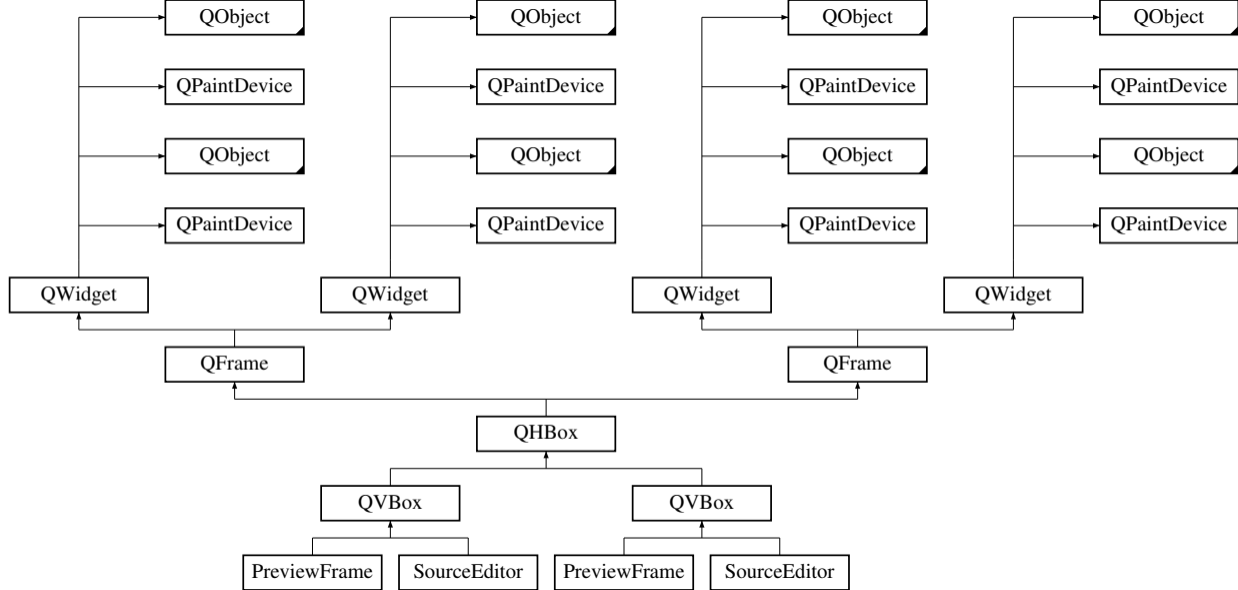 QObject QObject QObject QObject
QPaintDevice QPaintDevice QPaintDevice QPaintDevice
QObject QObject QObject QObject
QPaintDevice QPaintDevice QPaintDevice QPaintDevice
QWidget QWidget QWidget QWidget
QFrame QFrame
QHBox
QVBox QVBox
PreviewFrame SourceEditor PreviewFrame SourceEditor